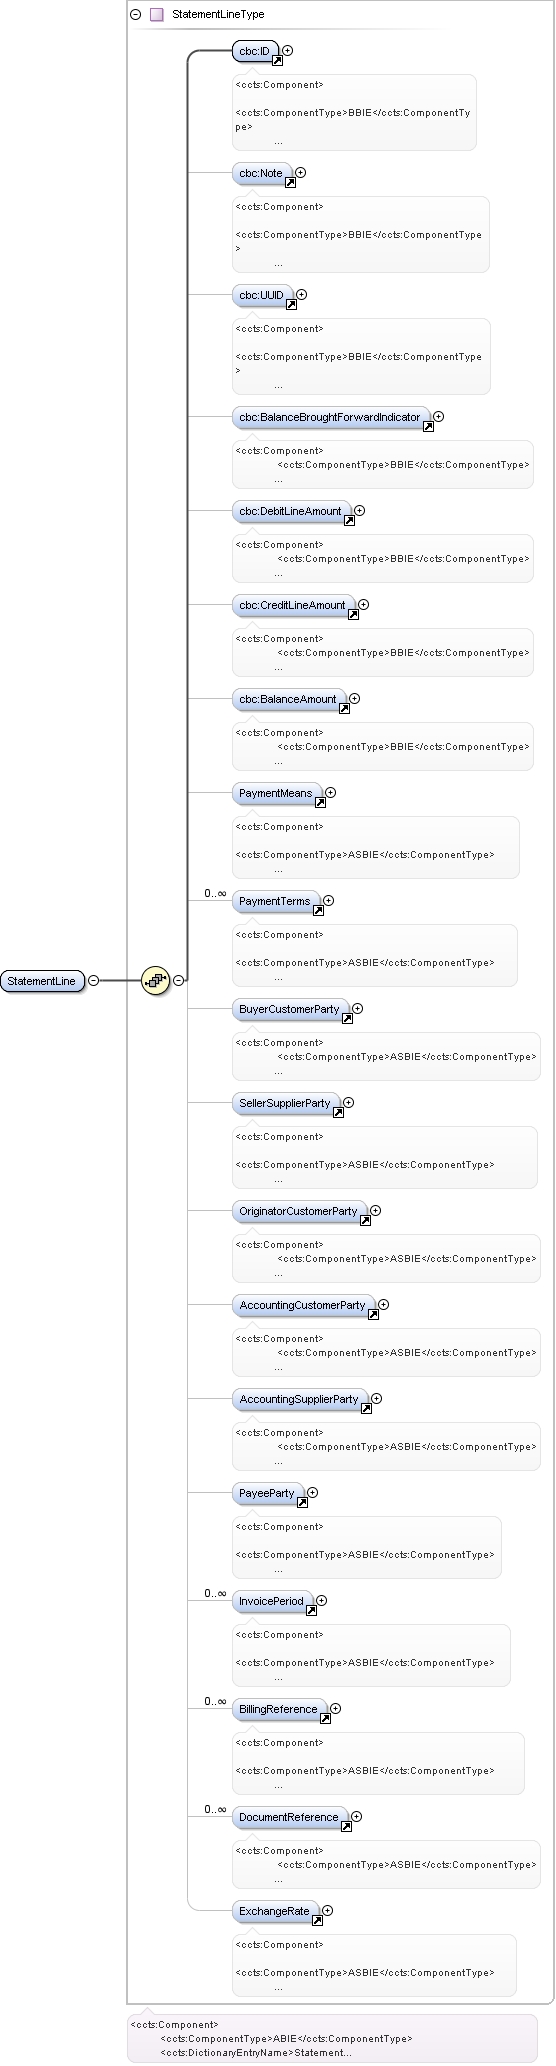 StatementLineType
cbc:ID
<ccts:Component>
<ccts:ComponentType>BBIE</ccts:ComponentTy
pe>
...
cbc:Note
<ccts:Component>
<ccts:ComponentType>BBIE</ccts:ComponentType
>
...
cbc:UUID
<ccts:Component>
<ccts:ComponentType>BBIE</ccts:ComponentType
>
...
cbc:BalanceBroughtForwardIndicator
<ccts:Component>
<ccts:ComponentType>BBIE</ccts:ComponentType>
...
cbc:DebitLineAmount
<ccts:Component>
<ccts:ComponentType>BBIE</ccts:ComponentType>
...
cbc:CreditLineAmount
<ccts:Component>
<ccts:ComponentType>BBIE</ccts:ComponentType>
...
cbc:BalanceAmount
<ccts:Component>
<ccts:ComponentType>BBIE</ccts:ComponentType>
...
PaymentMeans
<ccts:Component>
<ccts:ComponentType>ASBIE</ccts:ComponentType>
...
0..∞
PaymentTerms
<ccts:Component>
<ccts:ComponentType>ASBIE</ccts:ComponentType>
...
StatementLine
BuyerCustomerParty
<ccts:Component>
<ccts:ComponentType>ASBIE</ccts:ComponentType>
...
SellerSupplierParty
<ccts:Component>
<ccts:ComponentType>ASBIE</ccts:ComponentType>
...
OriginatorCustomerParty
<ccts:Component>
<ccts:ComponentType>ASBIE</ccts:ComponentType>
...
AccountingCustomerParty
<ccts:Component>
<ccts:ComponentType>ASBIE</ccts:ComponentType>
...
AccountingSupplierParty
<ccts:Component>
<ccts:ComponentType>ASBIE</ccts:ComponentType>
...
PayeeParty
<ccts:Component>
<ccts:ComponentType>ASBIE</ccts:ComponentType>
...
0..∞
InvoicePeriod
<ccts:Component>
<ccts:ComponentType>ASBIE</ccts:ComponentType>
...
0..∞
BillingReference
<ccts:Component>
<ccts:ComponentType>ASBIE</ccts:ComponentType>
...
0..∞
DocumentReference
<ccts:Component>
<ccts:ComponentType>ASBIE</ccts:ComponentType>
...
ExchangeRate
<ccts:Component>
<ccts:ComponentType>ASBIE</ccts:ComponentType>
...
<ccts:Component>
<ccts:ComponentType>ABIE</ccts:ComponentType>
<ccts:DictionaryEntryName>Statement...